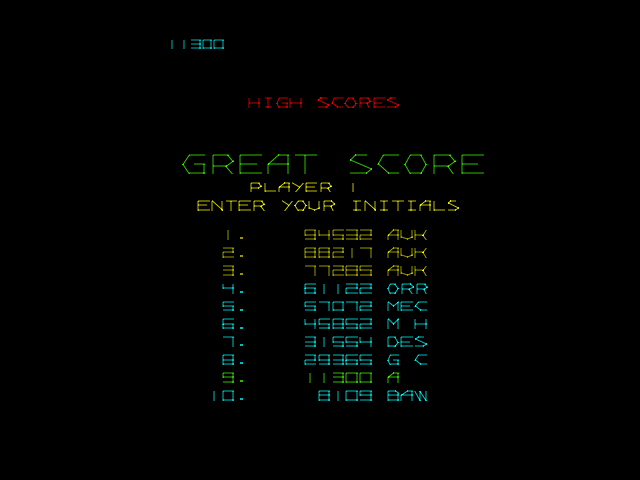 11300
HIGH SCORES
GREAT SCORE
PLAYER 1
ENTER YOUR INITIALS
1. 94532 AVK
2. 88217 AVK
3. 77285 AVK
4. 61122 ORR
5. 57072 MEC
6. 45852 M H
7. 31554 DES
8. 29365 G C
9. 11300 A
10. 8109 BAW